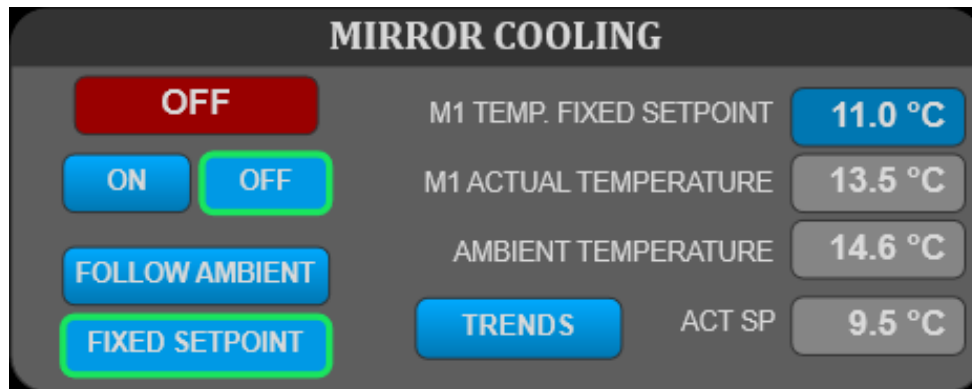 MIRROR COOLING
OFF
ON OFF
FOLLOW AMBIENT
FIXED SETPOINT
M1 TEMP. FIXED SETPOINT 11.0 °C
M1 ACTUAL TEMPERATURE 13.5 °C
AMBIENT TEMPERATURE 14.6 °C
TRENDS ACT SP 9.5 °C